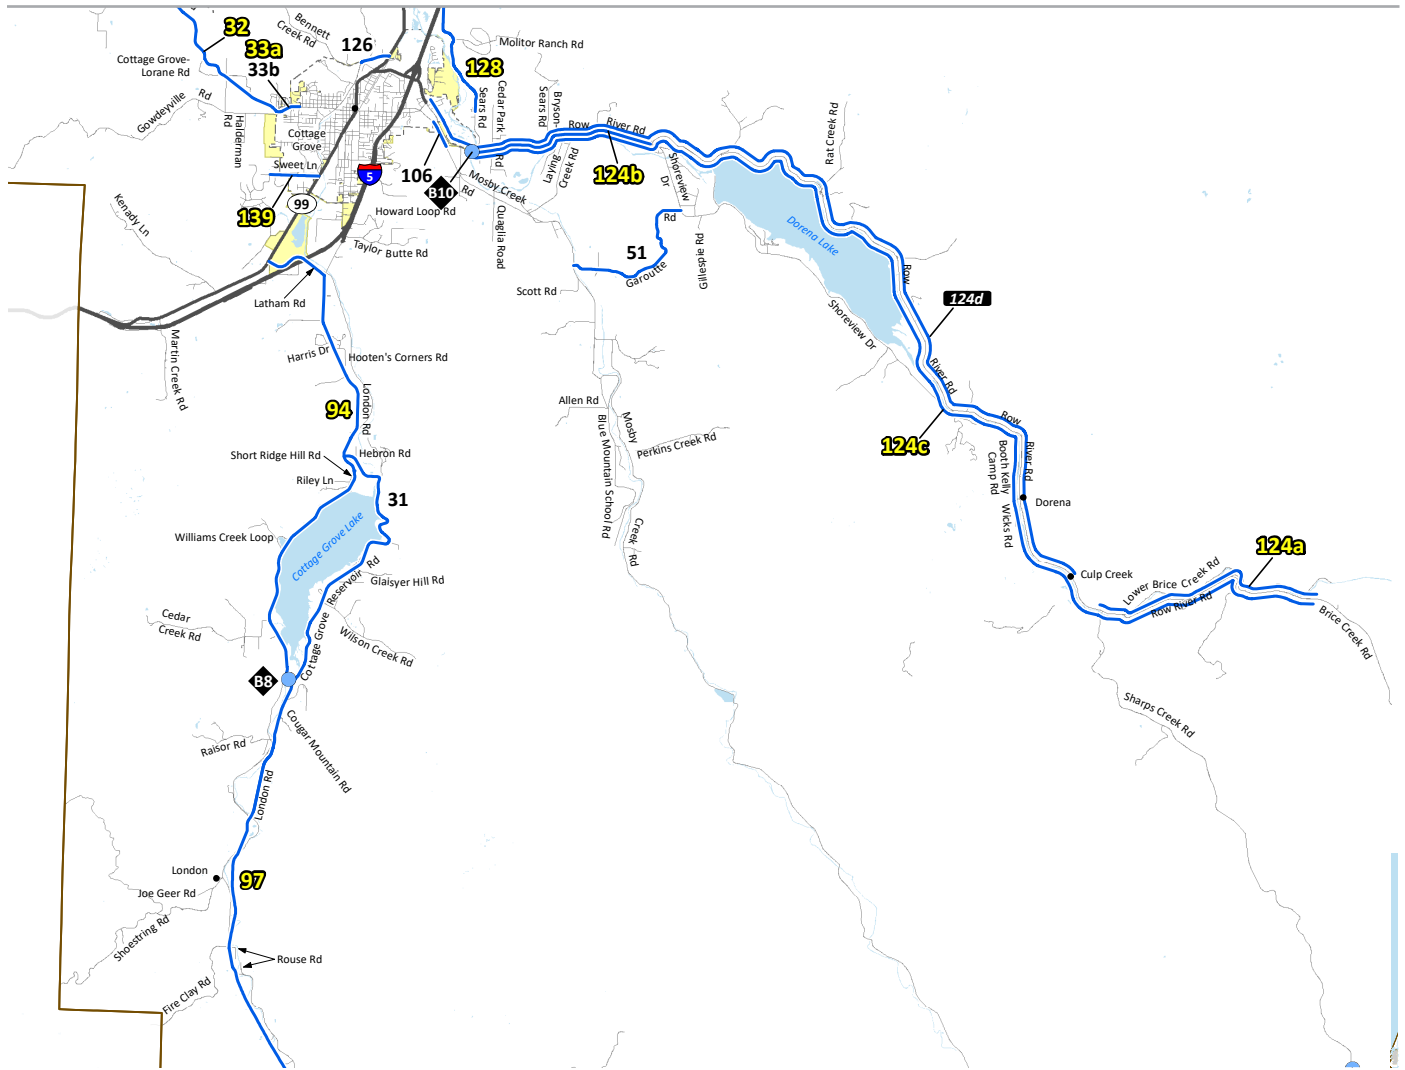 32
Bennett
Creek Rd
126
Molitor Ranch Rd
33a
33b
Cottage Grove-
Lorane Rd
128
Gowdeyville Rd
Halderman
Rd
Cottage
Grove
Sweet Ln
Sears Rd
Cedar Park
Rd
Bryson-
Sears Rd
Row River Rd
Laying
Creek Rd
124b
Shoreview
Dr
Rat Creek Rd
5
106
B10
Mosby Creek
Rd
99
139
Kenady Ln
Howard Loop Rd
Quaglia Road
Taylor Butte Rd
Rd
51
Garoutte
Gillespie Rd
Dorena Lake
Row
124d
Scott Rd
Latham Rd
Shoreview Dr
Martin Creek Rd
Harris Dr
Hooten's Corners Rd
River Rd
94
London Rd
Allen Rd
Blue Mountain School Rd
Mosby
Perkins Creek Rd
Row
124c
River Rd
Booth Kelly
Camp Rd
Short Ridge Hill Rd
Hebron Rd
Riley Ln
31
Wicks Rd
Dorena
Williams Creek Loop
Cottage Grove Lake
Creek
Rd
124a
Culp Creek
Lower Brice Creek Rd
Row River Rd
Brice Creek Rd
Glaisyer Hill Rd
Cottage Grove
Reservoir Rd
Cedar
Creek Rd
Wilson Creek Rd
B8
Cougar Mountain Rd
Sharps Creek Rd
Raisor Rd
London Rd
London
97
Joe Geer Rd
Shoestring Rd
Rouse Rd
Fire Clay Rd